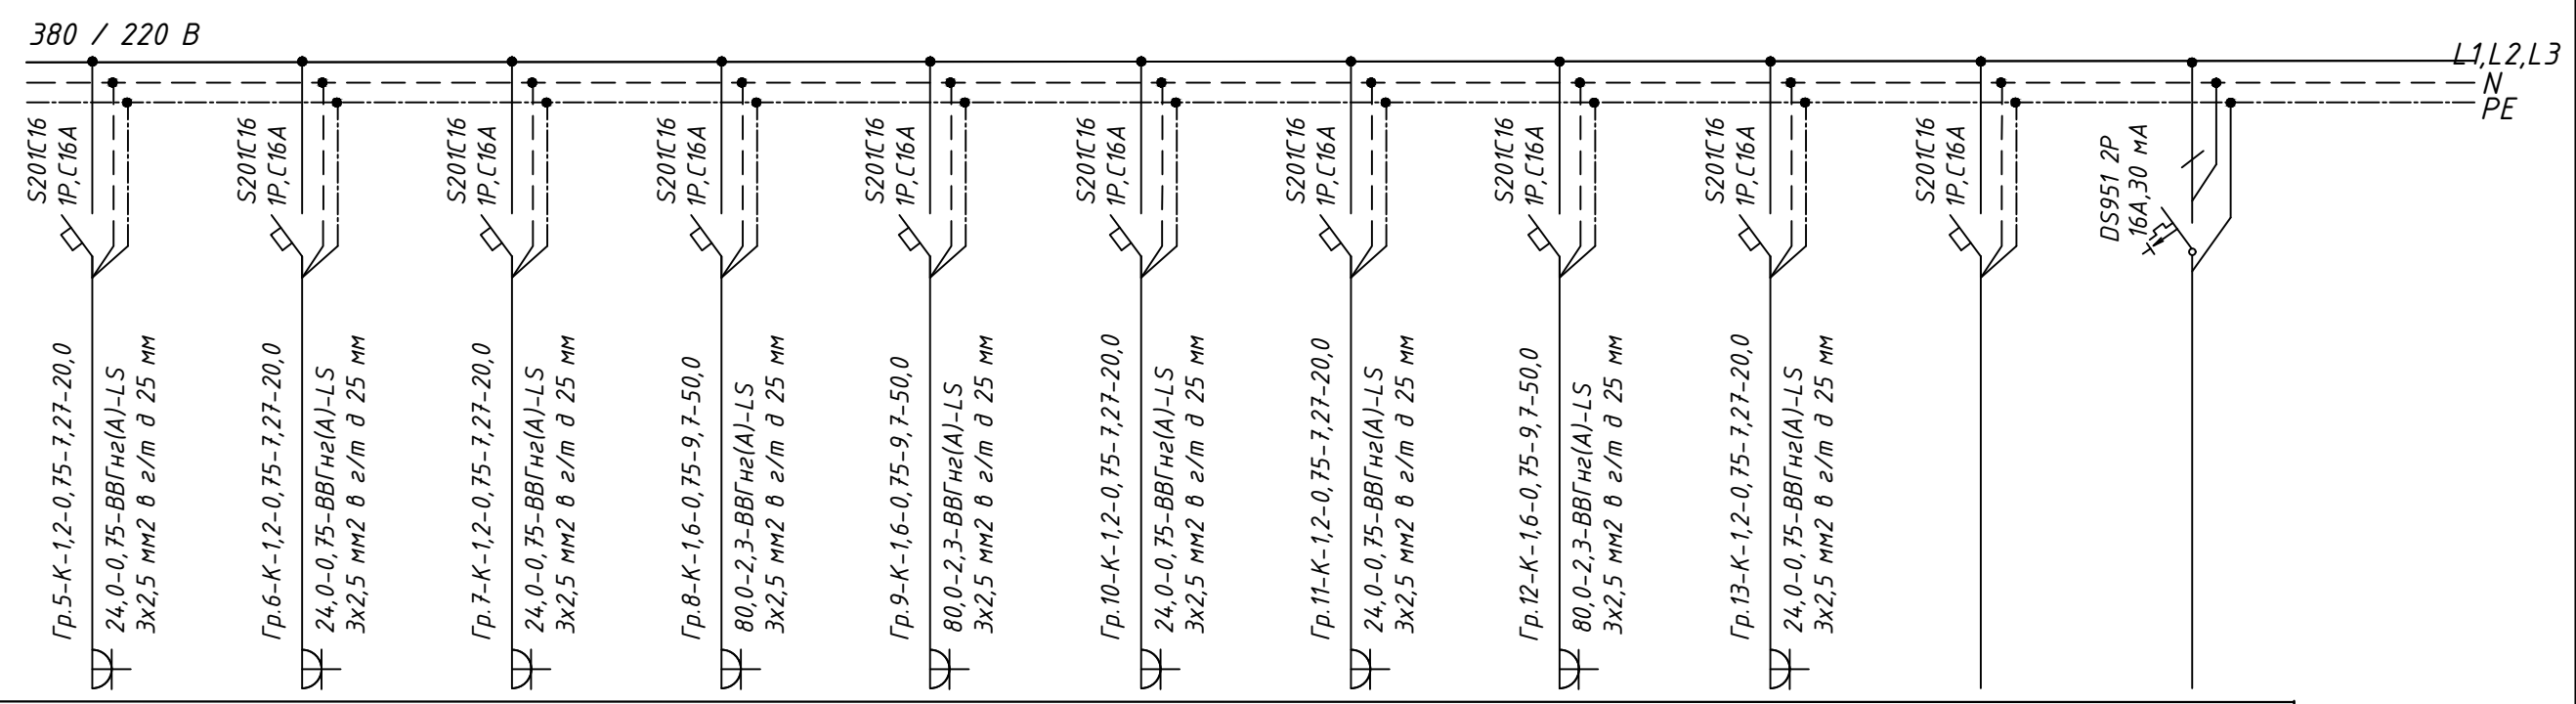 380 / 220 В
L1,L2,L3
N
PE
S201C16
1P,C16A
Гр.5-К-1,2-0,75-7,27-20,0
24,0-0,75-ВВГнг(А)-LS
3х2,5 мм2 в г/т d 25 мм
S201C16
1P,C16A
Гр.6-К-1,2-0,75-7,27-20,0
24,0-0,75-ВВГнг(А)-LS
3х2,5 мм2 в г/т d 25 мм
S201C16
1P,C16A
Гр.7-К-1,2-0,75-7,27-20,0
24,0-0,75-ВВГнг(А)-LS
3х2,5 мм2 в г/т d 25 мм
S201C16
1P,C16A
Гр.8-К-1,6-0,75-9,7-50,0
80,0-2,3-ВВГнг(А)-LS
3х2,5 мм2 в г/т d 25 мм
S201C16
1P,C16A
Гр.9-К-1,6-0,75-9,7-50,0
80,0-2,3-ВВГнг(А)-LS
3х2,5 мм2 в г/т d 25 мм
S201C16
1P,C16A
Гр.10-К-1,2-0,75-7,27-20,0
24,0-0,75-ВВГнг(А)-LS
3х2,5 мм2 в г/т d 25 мм
S201C16
1P,C16A
Гр.11-К-1,2-0,75-7,27-20,0
24,0-0,75-ВВГнг(А)-LS
3х2,5 мм2 в г/т d 25 мм
S201C16
1P,C16A
Гр.12-К-1,6-0,75-9,7-50,0
80,0-2,3-ВВГнг(А)-LS
3х2,5 мм2 в г/т d 25 мм
S201C16
1P,C16A
Гр.13-К-1,2-0,75-7,27-20,0
24,0-0,75-ВВГнг(А)-LS
3х2,5 мм2 в г/т d 25 мм
S201C16
1P,C16A
DS951 2P
16А,30 мА